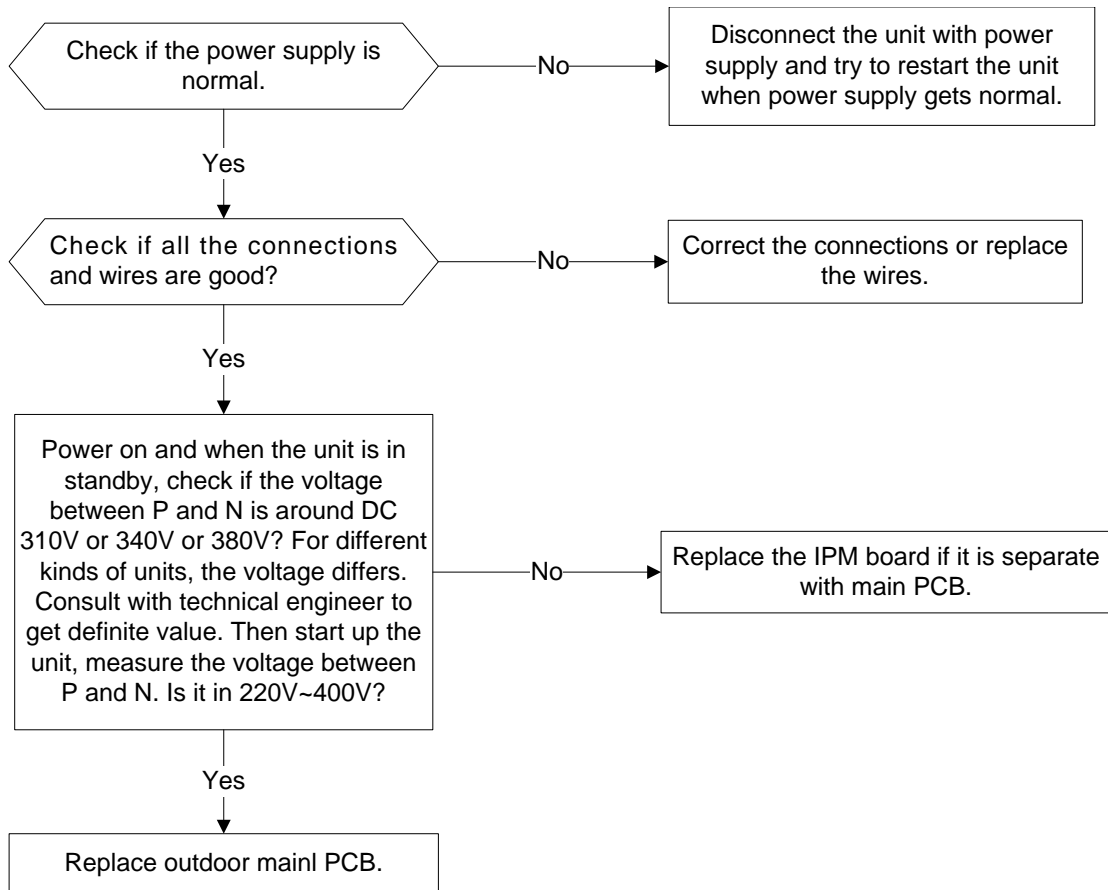 Check if the power supply is
normal.
No
Disconnect the unit with power
supply and try to restart the unit
when power supply gets normal.
Yes
Check if all the connections
and wires are good?
No
Correct the connections or replace
the wires.
Yes
Power on and when the unit is in
standby, check if the voltage
between P and N is around DC
310V or 340V or 380V? For different
kinds of units, the voltage differs.
Consult with technical engineer to
get definite value. Then start up the
unit, measure the voltage between
P and N. Is it in 220V~400V?
No
Replace the IPM board if it is separate
with main PCB.
Yes
Replace outdoor mainl PCB.